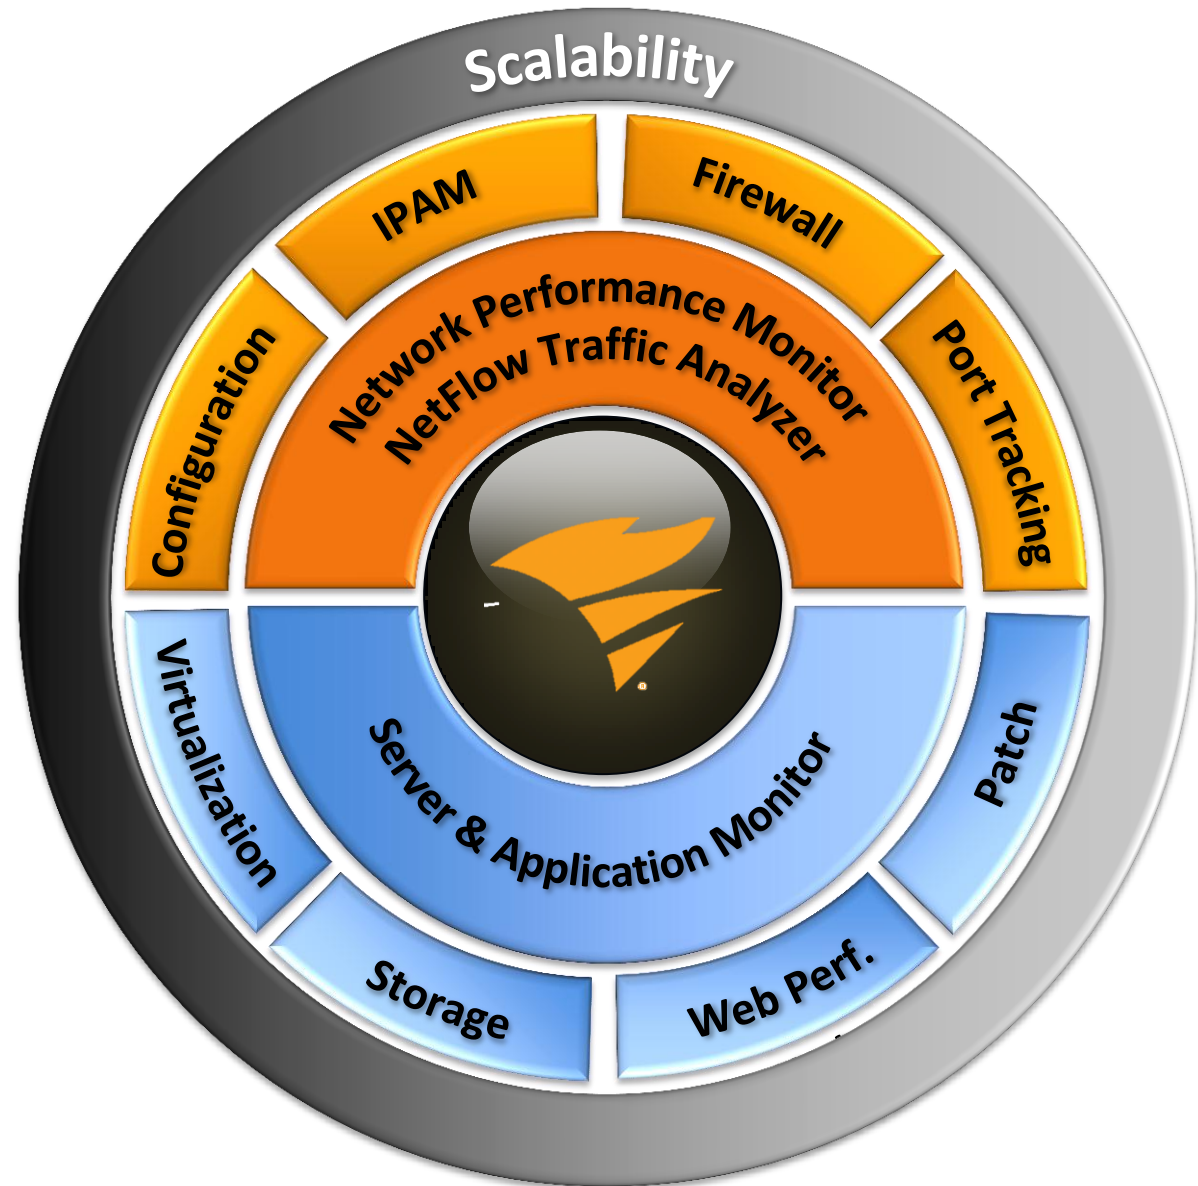 Scalability
IPAM
Firewall
Configuration
Port Tracking
Network Performance Monitor
NetFlow Traffic Analyzer
Server & Application Monitor
Virtualization
Patch
Storage
Web Perf.